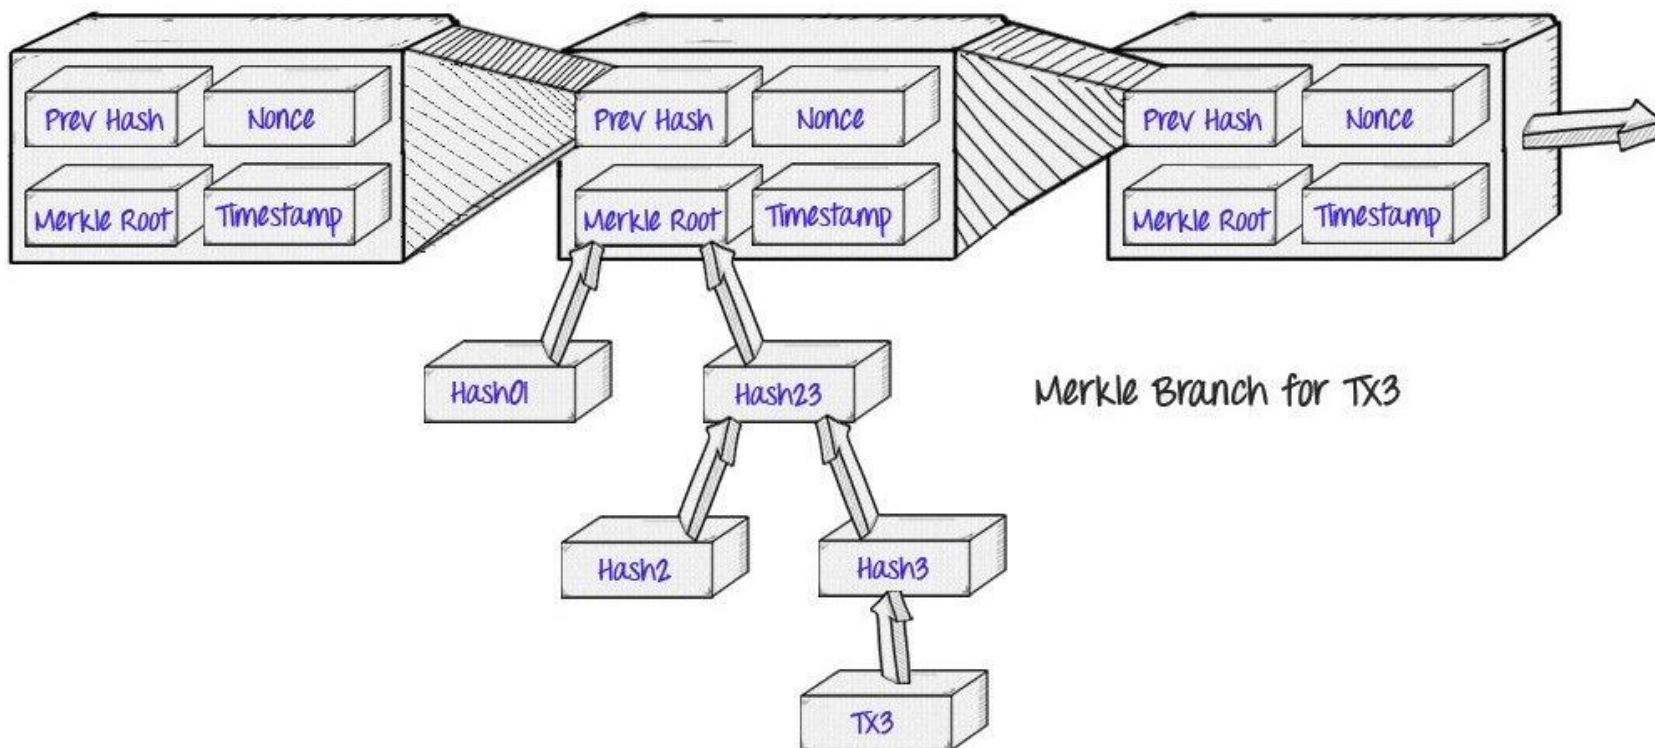 Prev Hash Nonce Prev Hash Nonce Prev Hash Nonce
Merkle Root Timestamp Merkle Root Timestamp Merkle Root Timestamp
Hash01 Hash23 Merkle Branch for TX3
Hash2 Hash3
TX3